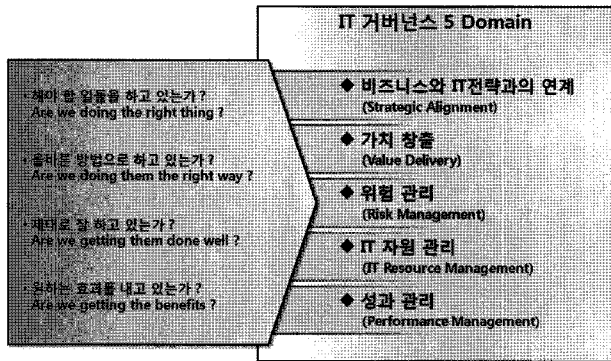 IT 거버넌스 5 Domain
· 해야 할 일들을 하고 있는가 ?
Are we doing the right thing ?
· 올바른 방법으로 하고 있는가 ?
Are we doing them the right way ?
· 제대로 잘 하고 있는가 ?
Are we getting them done well ?
· 원하는 효과를 내고 있는가 ?
Are we getting the benefits ?
◆ 비즈니스와 IT전략과의 연계
(Strategic Alignment)
◆ 가치 창출
(Value Delivery)
◆ 위험 관리
(Risk Management)
◆ IT 자원 관리
(IT Resource Management)
◆ 성과 관리
(Performance Management)